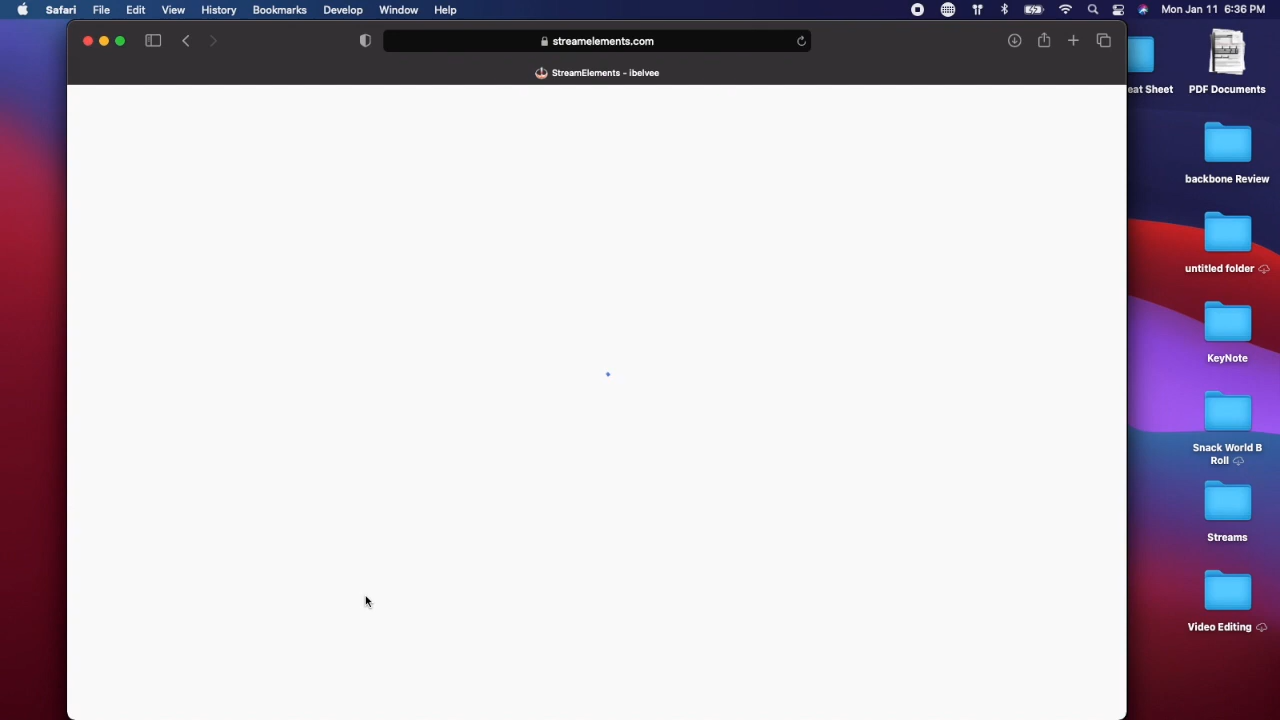 Safari File Edit View History Bookmarks Develop Window Help
Mon Jan 11 6:36 PM
streamelements.com
StreamElements - ibelvee
eat Sheet
PDF Documents
backbone Review
untitled folder
KeyNote
Snack World B
Roll
Streams
Video Editing